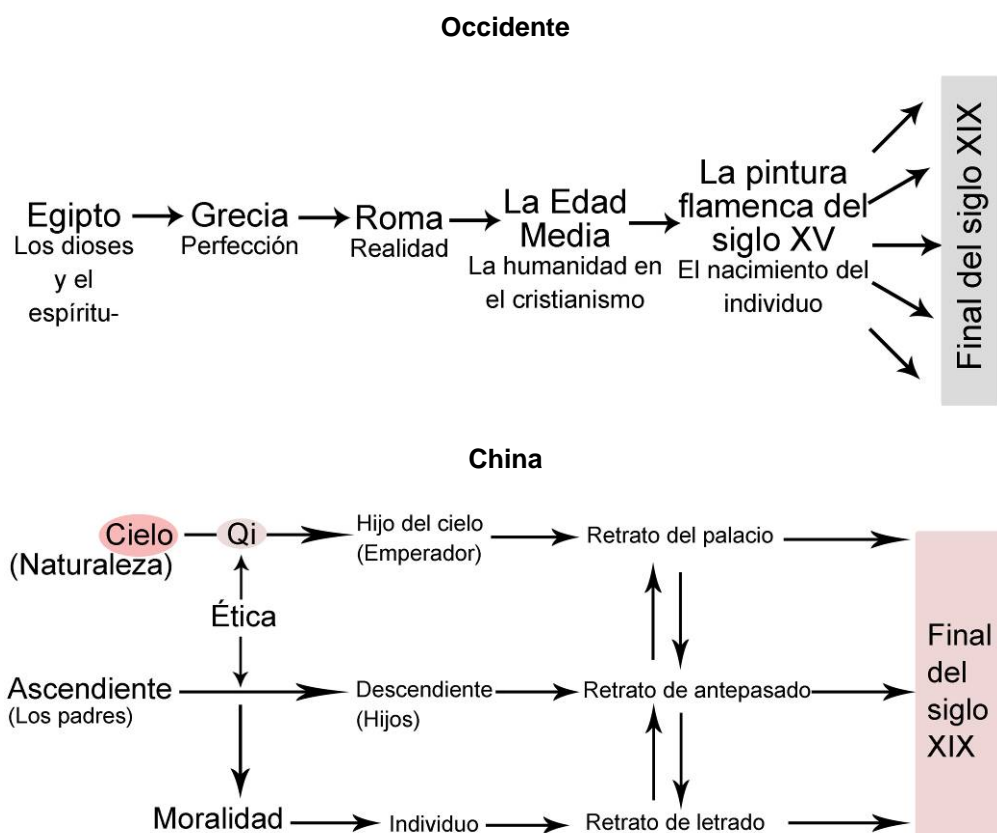 Occidente
Egipto
Los dioses
y el
espíritu-
Grecia
Perfección
Roma
Realidad
La Edad
Media
La humanidad en
el cristianismo
La pintura
flamenca del
siglo XV
El nacimiento del
individuo
Final del siglo XIX
China
Cielo
(Naturaleza)
Qi
Hijo del cielo
(Emperador)
Retrato del palacio
Ética
Ascendiente
(Los padres)
Descendiente
(Hijos)
Retrato de antepasado
Moralidad
Individuo
Retrato de letrado
Final
del
siglo
XIX